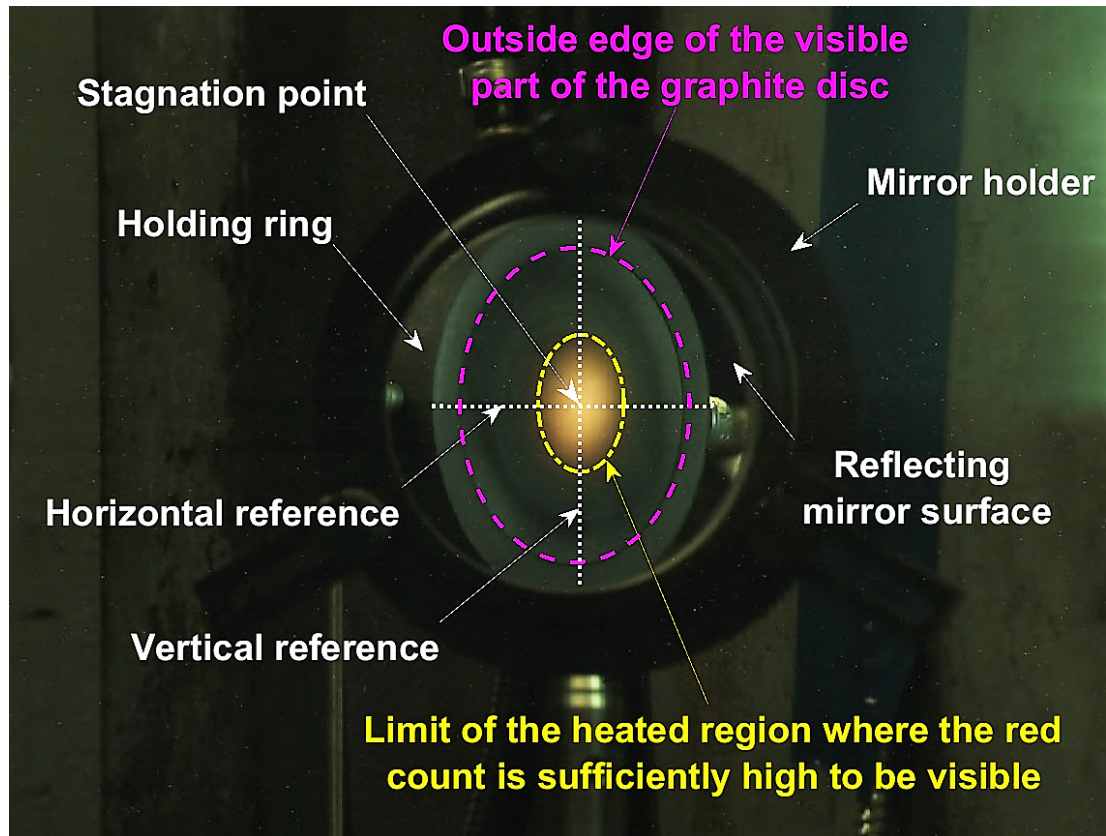 Outside edge of the visible
part of the graphite disc
Stagnation point
Mirror holder
Holding ring
Reflecting
mirror surface
Horizontal reference
Vertical reference
Limit of the heated region where the red
count is sufficiently high to be visible